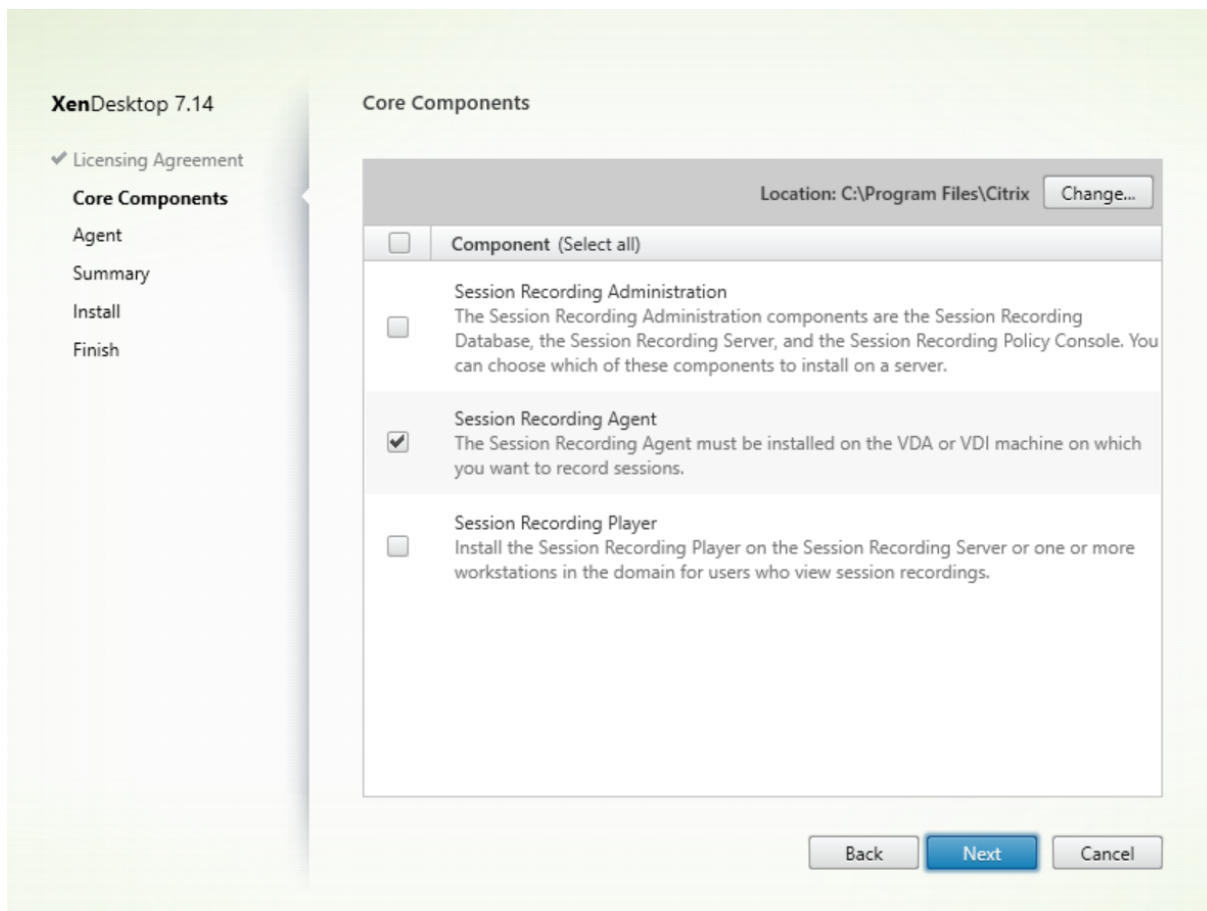 XenDesktop 7.14
Licensing Agreement
Core Components
Agent
Summary
Install
Finish
Core Components
Location: C:\Program Files\Citrix
Change...
Component (Select all)
Session Recording Administration
The Session Recording Administration components are the Session Recording
Database, the Session Recording Server, and the Session Recording Policy Console. You
can choose which of these components to install on a server.
Session Recording Agent
The Session Recording Agent must be installed on the VDA or VDI machine on which
you want to record sessions.
Session Recording Player
Install the Session Recording Player on the Session Recording Server or one or more
workstations in the domain for users who view session recordings.
Back
Next
Cancel